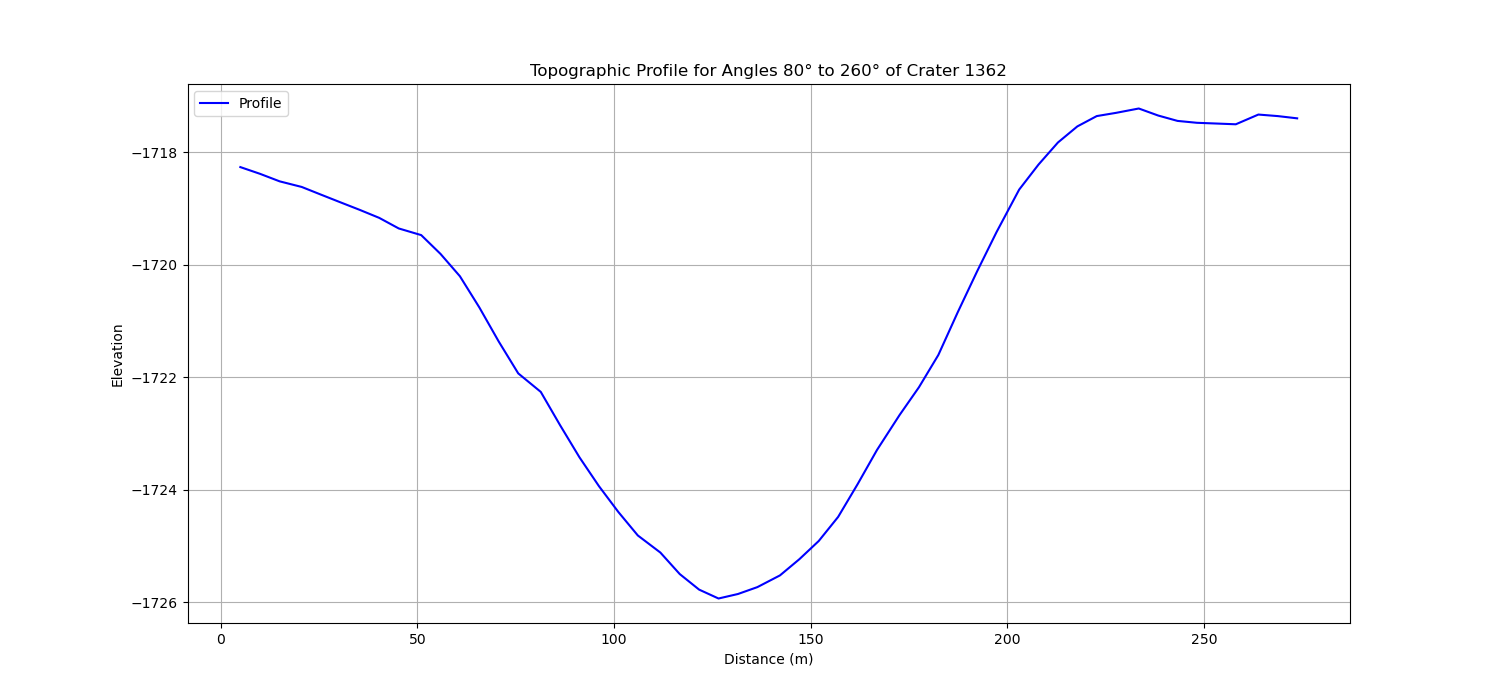 Topographic Profile for Angles 80° to 260° of Crater 1362
Profile
−1718
−1720
−1722
−1724
−1726
Elevation
0 50 100 150 200 250
Distance (m)